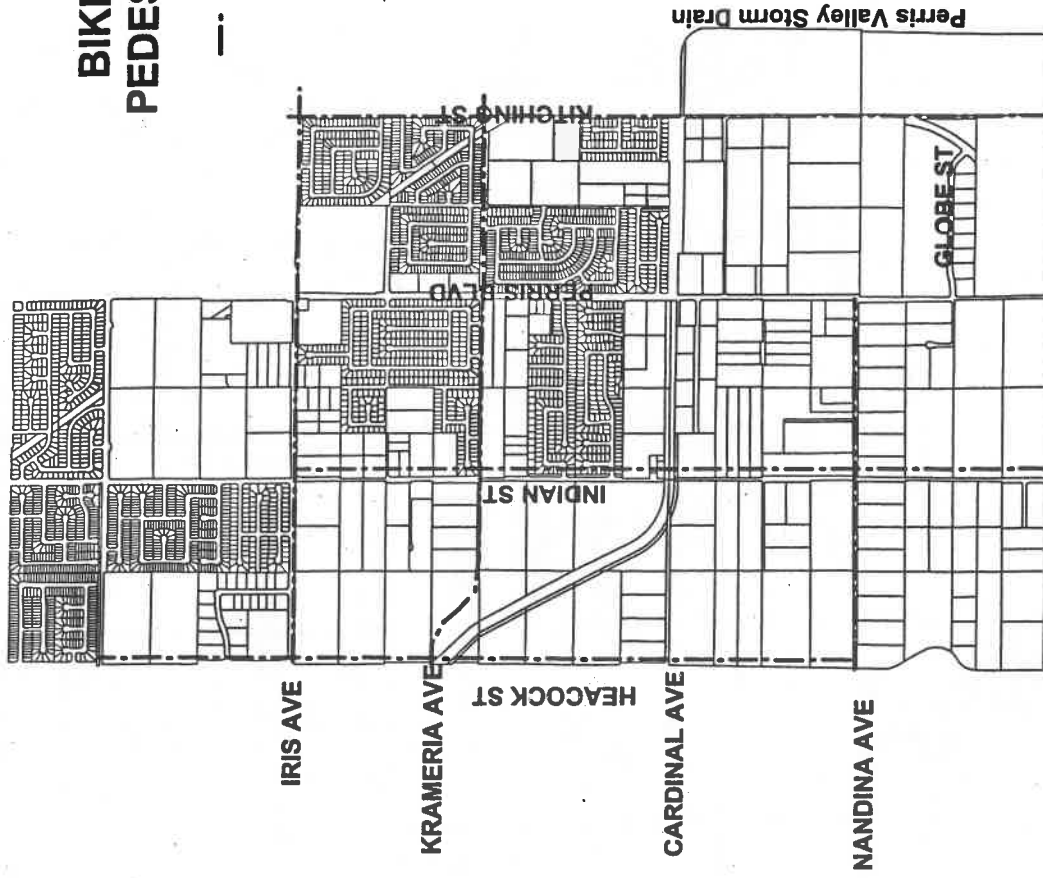 BIKE
PEDES
Perris Valley Storm Drain
KITCHING ST
GLOBE ST
PERRIS BLVD
INDIAN ST
HEACOCK ST
IRIS AVE
KRAMERIA AVE
CARDINAL AVE
NANDINA AVE